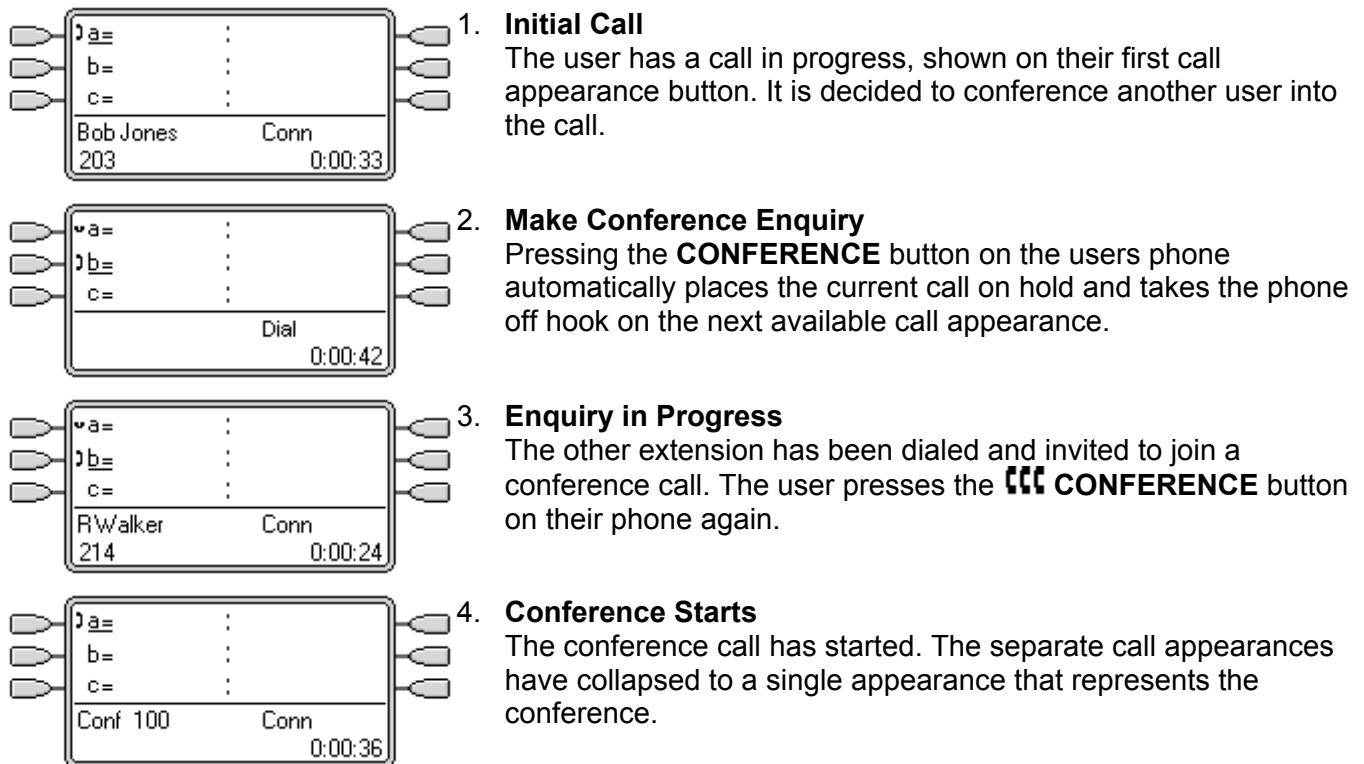 a= :
b= :
c= :
Bob Jones Conn
203 0:00:33
1. Initial Call
The user has a call in progress, shown on their first call
appearance button. It is decided to conference another user into
the call.
a= :
b= :
c= :
Dial
0:00:42
2. Make Conference Enquiry
Pressing the CONFERENCE button on the users phone
automatically places the current call on hold and takes the phone
off hook on the next available call appearance.
a= :
b= :
c= :
RWalker Conn
214 0:00:24
3. Enquiry in Progress
The other extension has been dialed and invited to join a
conference call. The user presses the CONFERENCE button
on their phone again.
a= :
b= :
c= :
Conf 100 Conn
0:00:36
4. Conference Starts
The conference call has started. The separate call appearances
have collapsed to a single appearance that represents the
conference.